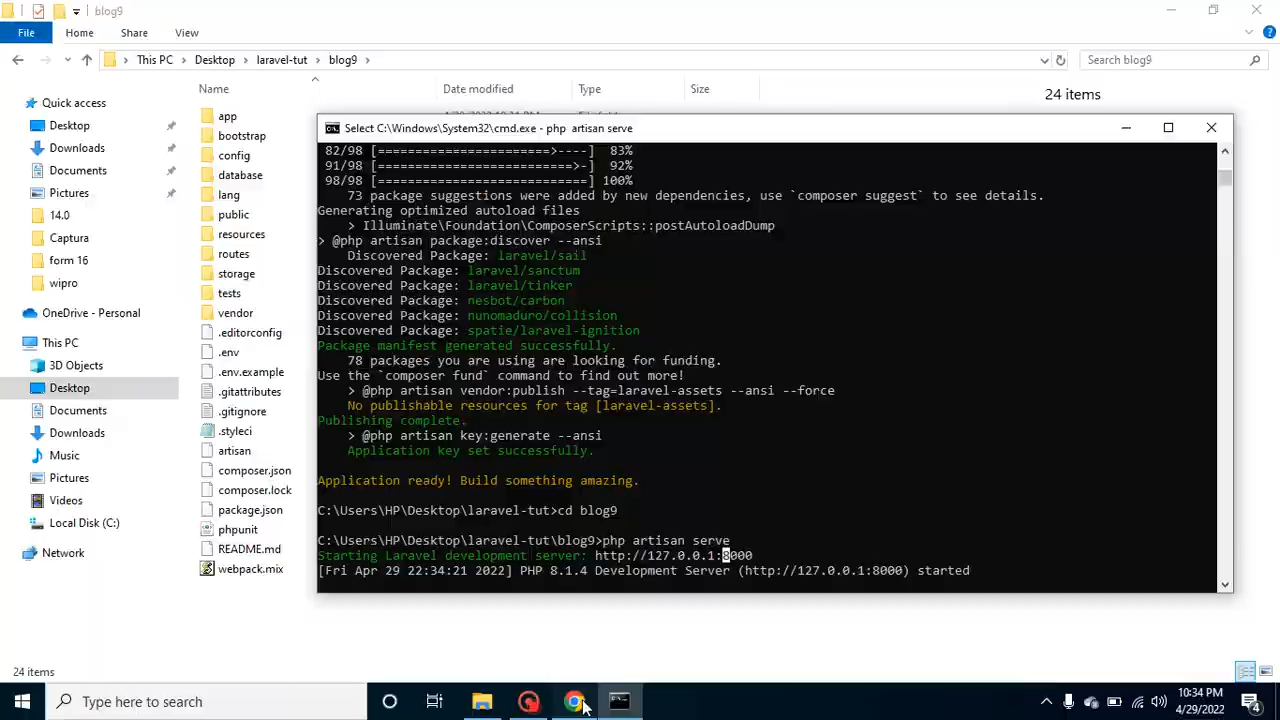 blog9
File Home Share View
This PC Desktop laravel-tut blog9
Search blog9
Name Date modified Type Size
24 items
Quick access
Desktop
Downloads
Documents
Pictures
14.0
Captura
form 16
wipro
OneDrive - Personal
This PC
3D Objects
Desktop
Documents
Downloads
Music
Pictures
Videos
Local Disk (C:)
Network
app
bootstrap
config
database
lang
public
resources
routes
storage
tests
vendor
.editorconfig
.env
.env.example
.gitattributes
.gitignore
.styleci
artisan
composer.json
composer.lock
package.json
phpunit
README.md
webpack.mix
Select C:\Windows\System32\cmd.exe - php artisan serve
82/98 [=======================>----] 83%
91/98 [==========================>-] 92%
98/98 [============================] 100%
73 package suggestions were added by new dependencies, use `composer suggest` to see details.
Generating optimized autoload files
> Illuminate\Foundation\ComposerScripts::postAutoloadDump
> @php artisan package:discover --ansi
Discovered Package: laravel/sail
Discovered Package: laravel/sanctum
Discovered Package: laravel/tinker
Discovered Package: nesbot/carbon
Discovered Package: nunomaduro/collision
Discovered Package: spatie/laravel-ignition
Package manifest generated successfully.
78 packages you are using are looking for funding.
Use the `composer fund` command to find out more!
> @php artisan vendor:publish --tag=laravel-assets --ansi --force
No publishable resources for tag [laravel-assets].
Publishing complete.
> @php artisan key:generate --ansi
Application key set successfully.
Application ready! Build something amazing.
C:\Users\HP\Desktop\laravel-tut>cd blog9
C:\Users\HP\Desktop\laravel-tut\blog9>php artisan serve
Starting Laravel development server: http://127.0.0.1:8000
[Fri Apr 29 22:34:21 2022] PHP 8.1.4 Development Server (http://127.0.0.1:8000) started
24 items
Type here to search
10:34 PM
4/29/2022
4